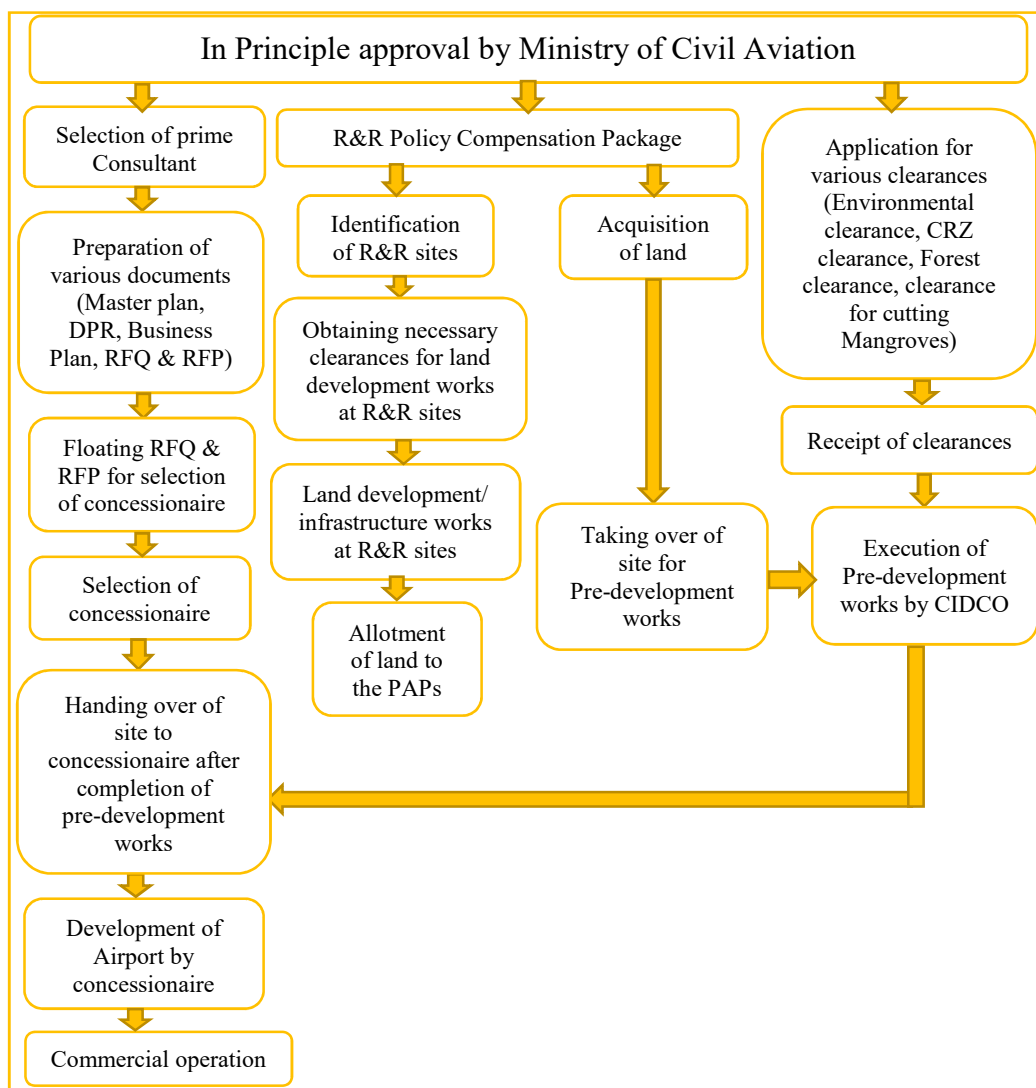 In Principle approval by Ministry of Civil Aviation
Selection of prime
Consultant
Preparation of
various documents
(Master plan,
DPR, Business
Plan, RFQ & RFP)
Floating RFQ &
RFP for selection
of concessionaire
Selection of
concessionaire
Handing over of
site to
concessionaire after
completion of
pre-development
works
Development of
Airport by
concessionaire
Commercial operation
R&R Policy Compensation Package
Identification
of R&R sites
Obtaining necessary
clearances for land
development works
at R&R sites
Land development/
infrastructure works
at R&R sites
Allotment
of land to
the PAPs
Acquisition
of land
Taking over of
site for
Pre-development
works
Application for
various clearances
(Environmental
clearance, CRZ
clearance, Forest
clearance, clearance
for cutting
Mangroves)
Receipt of clearances
Execution of
Pre-development
works by CIDCO